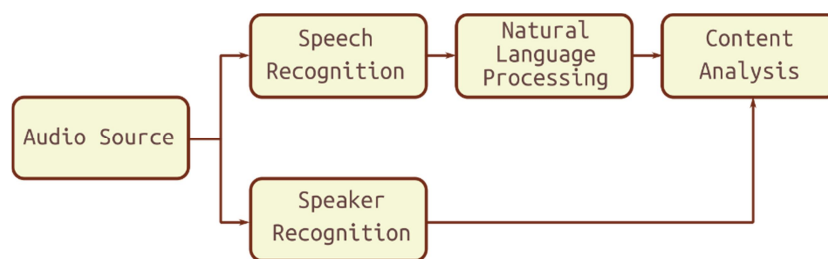 Speech
Recognition
Natural
Language
Processing
Content
Analysis
Audio Source
Speaker
Recognition